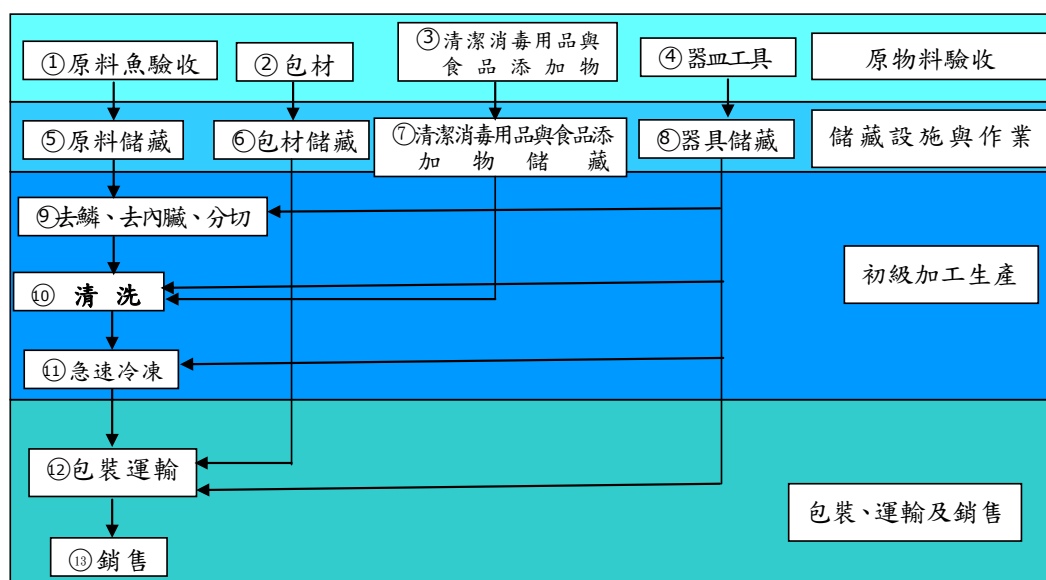 ①原料魚驗收
②包材
③清潔消毒用品與
食品添加物
④器皿工具
原物料驗收
⑤原料儲藏
⑥包材儲藏
⑦清潔消毒用品與食品添
加物儲藏
⑧器具儲藏
儲藏設施與作業
⑨去鱗、去內臟、分切
⑩清洗
初級加工生產
⑪急速冷凍
⑫包裝運輸
包裝、運輸及銷售
⑬銷售